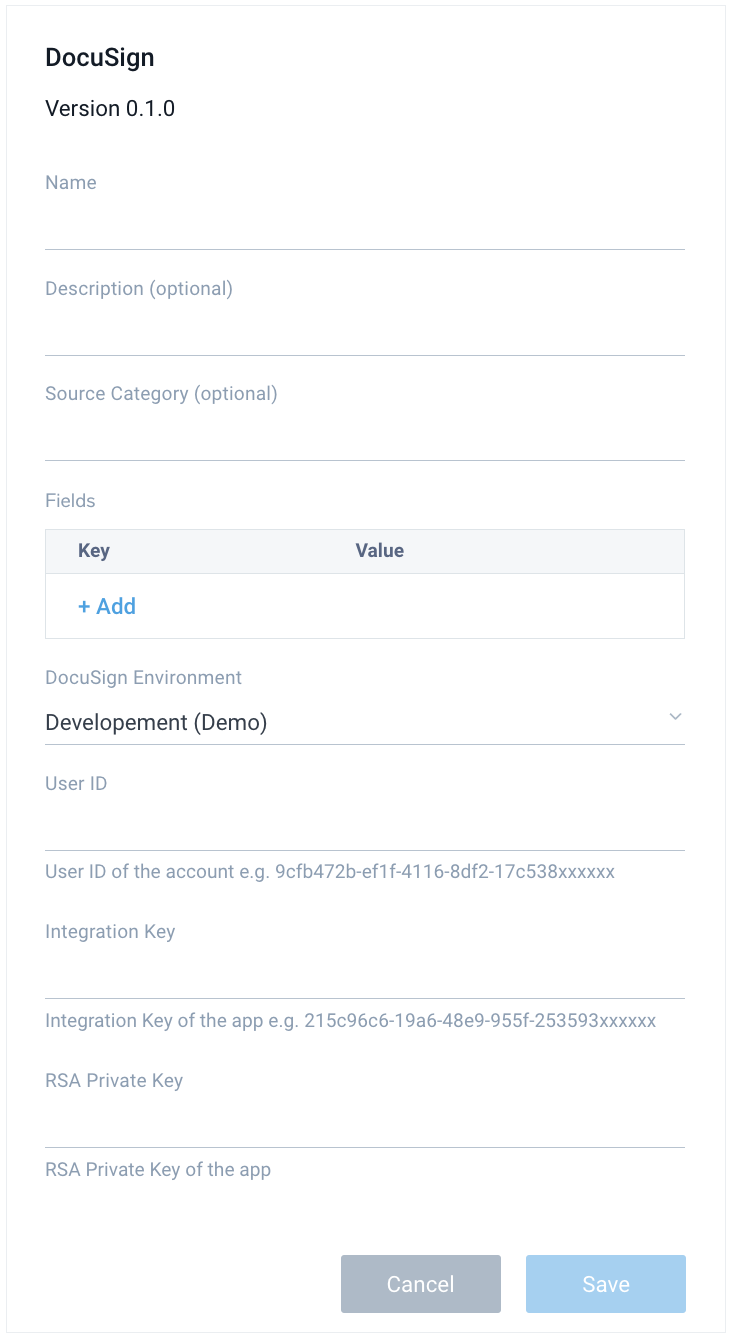 DocuSign
Version 0.1.0
Name
Description (optional)
Source Category (optional)
Fields
Key Value
+ Add
DocuSign Environment
Developement (Demo)
User ID
User ID of the account e.g. 9cfb472b-ef1f-4116-8df2-17c538xxxxxx
Integration Key
Integration Key of the app e.g. 215c96c6-19a6-48e9-955f-253593xxxxxx
RSA Private Key
RSA Private Key of the app
Cancel Save